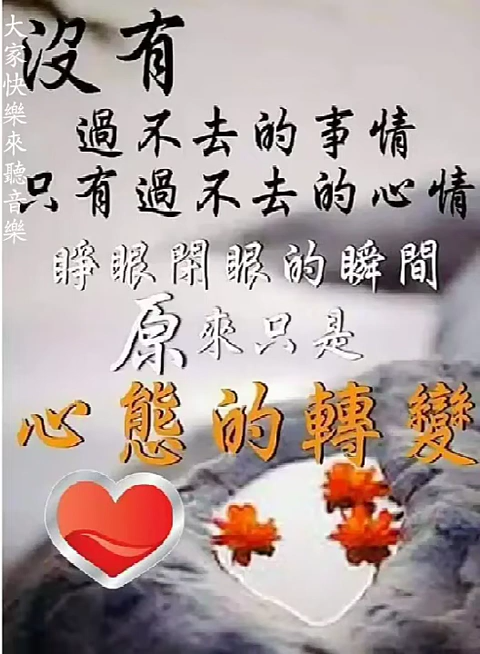 大家快樂來聽音樂
沒有
過不去的事情
只有過不去的心情
睜眼閉眼的瞬間
原來只是
心態的轉變